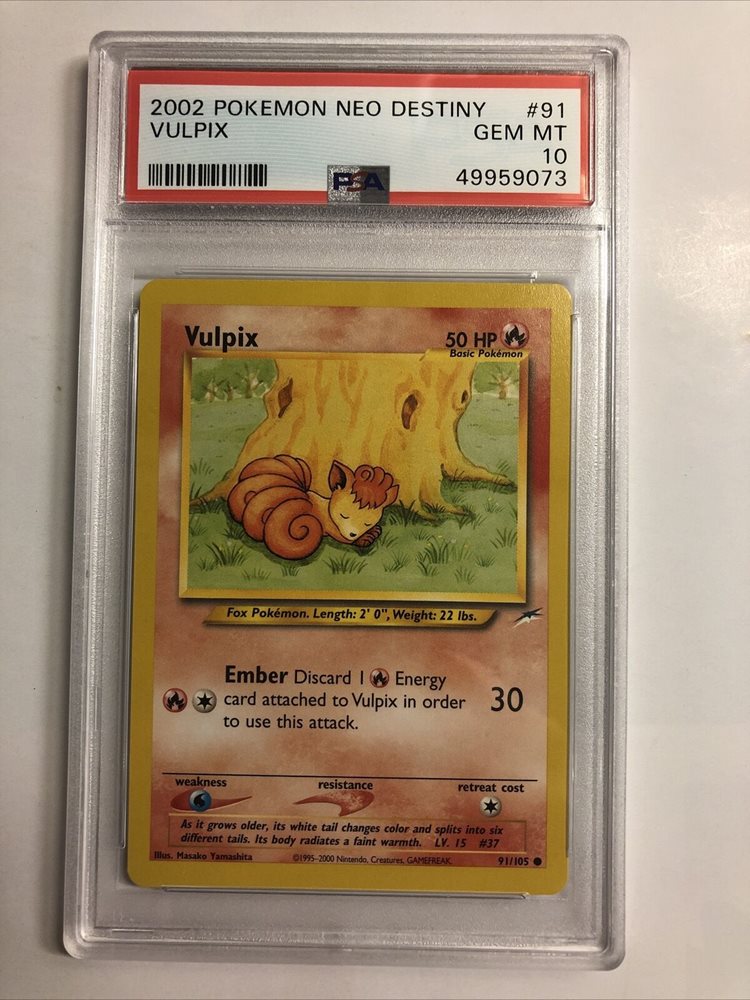 2002 POKEMON NEO DESTINY #91
VULPIX GEM MT
10
PSA 49959073
Vulpix 50 HP
Basic Pokémon
Fox Pokémon. Length: 2' 0", Weight: 22 lbs.
Ember Discard 1 Energy
card attached to Vulpix in order 30
to use this attack.
weakness resistance retreat cost
As it grows older, its white tail changes color and splits into six
different tails. Its body radiates a faint warmth. LV. 15 #37
Illus. Masako Yamashita ©1995-2000 Nintendo, Creatures, GAMEFREAK. 91/105